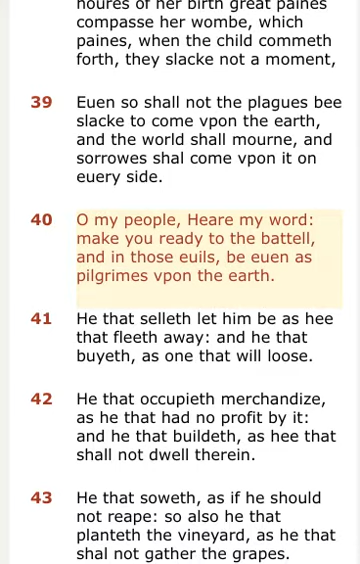 houres of her birth great paines
compasse her wombe, which
paines, when the child commeth
forth, they slacke not a moment,
39 Euen so shall not the plagues bee
slacke to come vpon the earth,
and the world shall mourne, and
sorrowes shal come vpon it on
euery side.
40 O my people, Heare my word:
make you ready to the battell,
and in those euils, be euen as
pilgrimes vpon the earth.
41 He that selleth let him be as hee
that fleeth away: and he that
buyeth, as one that will loose.
42 He that occupieth merchandize,
as he that had no profit by it:
and he that buildeth, as hee that
shall not dwell therein.
43 He that soweth, as if he should
not reape: so also he that
planteth the vineyard, as he that
shal not gather the grapes.